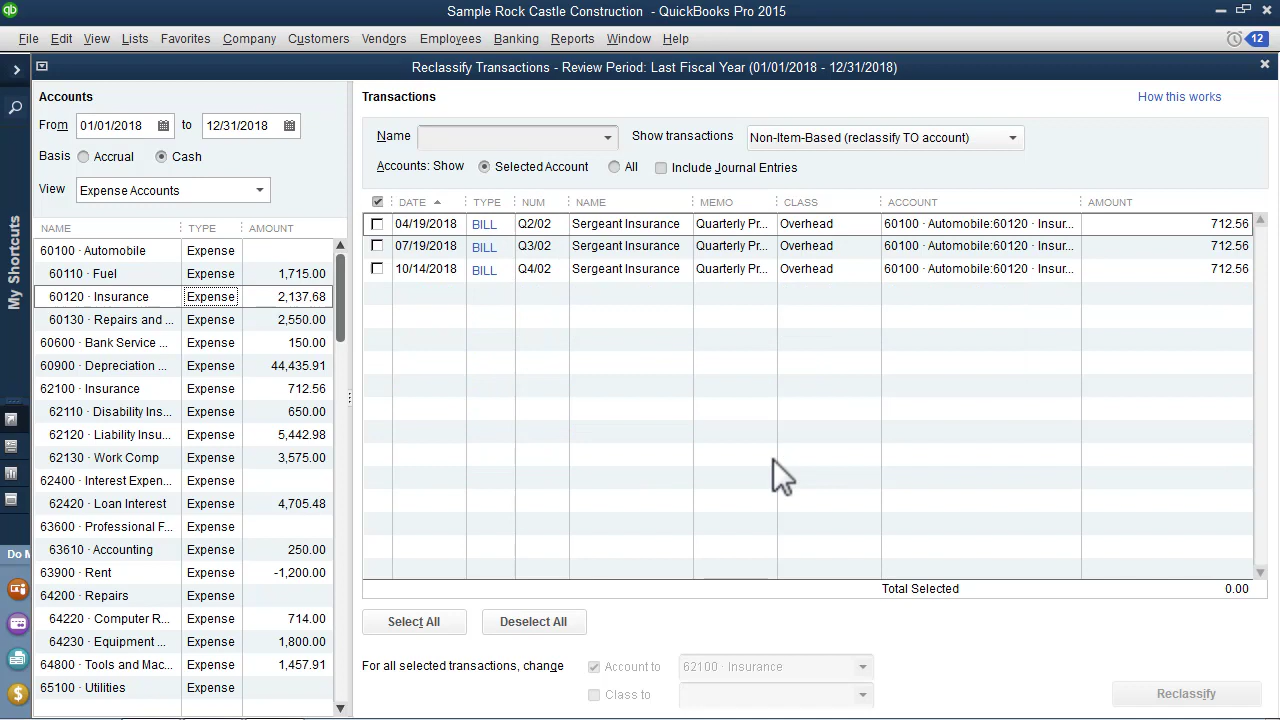 qb
Sample Rock Castle Construction - QuickBooks Pro 2015
File Edit View Lists Favorites Company Customers Vendors Employees Banking Reports Window Help
12
Reclassify Transactions - Review Period: Last Fiscal Year (01/01/2018 - 12/31/2018)
My Shortcuts
Accounts
From 01/01/2018 to 12/31/2018
Basis Accrual Cash
View Expense Accounts
NAME TYPE AMOUNT
60100 · Automobile Expense
60110 · Fuel Expense 1,715.00
60120 · Insurance Expense 2,137.68
60130 · Repairs and ... Expense 2,550.00
60600 · Bank Service ... Expense 150.00
60900 · Depreciation ... Expense 44,435.91
62100 · Insurance Expense 712.56
62110 · Disability Ins... Expense 650.00
62120 · Liability Insu... Expense 5,442.98
62130 · Work Comp Expense 3,575.00
62400 · Interest Expen... Expense
62420 · Loan Interest Expense 4,705.48
63600 · Professional F... Expense
63610 · Accounting Expense 250.00
63900 · Rent Expense -1,200.00
64200 · Repairs Expense
64220 · Computer R... Expense 714.00
64230 · Equipment ... Expense 1,800.00
64800 · Tools and Mac... Expense 1,457.91
65100 · Utilities Expense
Do M
Transactions
How this works
Name
Show transactions Non-Item-Based (reclassify TO account)
Accounts: Show Selected Account All Include Journal Entries
DATE TYPE NUM NAME MEMO CLASS ACCOUNT AMOUNT
04/19/2018 BILL Q2/02 Sergeant Insurance Quarterly Pr... Overhead 60100 · Automobile:60120 · Insur... 712.56
07/19/2018 BILL Q3/02 Sergeant Insurance Quarterly Pr... Overhead 60100 · Automobile:60120 · Insur... 712.56
10/14/2018 BILL Q4/02 Sergeant Insurance Quarterly Pr... Overhead 60100 · Automobile:60120 · Insur... 712.56
Total Selected 0.00
Select All Deselect All
For all selected transactions, change Account to 62100 · Insurance
Class to
Reclassify